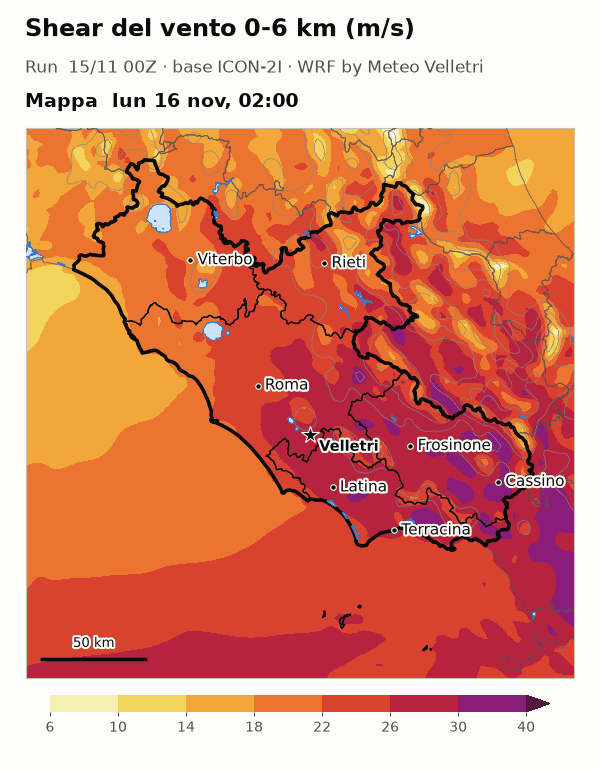 Shear del vento 0-6 km (m/s)
Run  15/11 00Z · base ICON-2I · WRF by Meteo Velletri
Mappa  lun 16 nov, 02:00
Viterbo
Rieti
Roma
Velletri
Frosinone
Latina
Cassino
Terracina
50 km
6 10 14 18 22 26 30 40